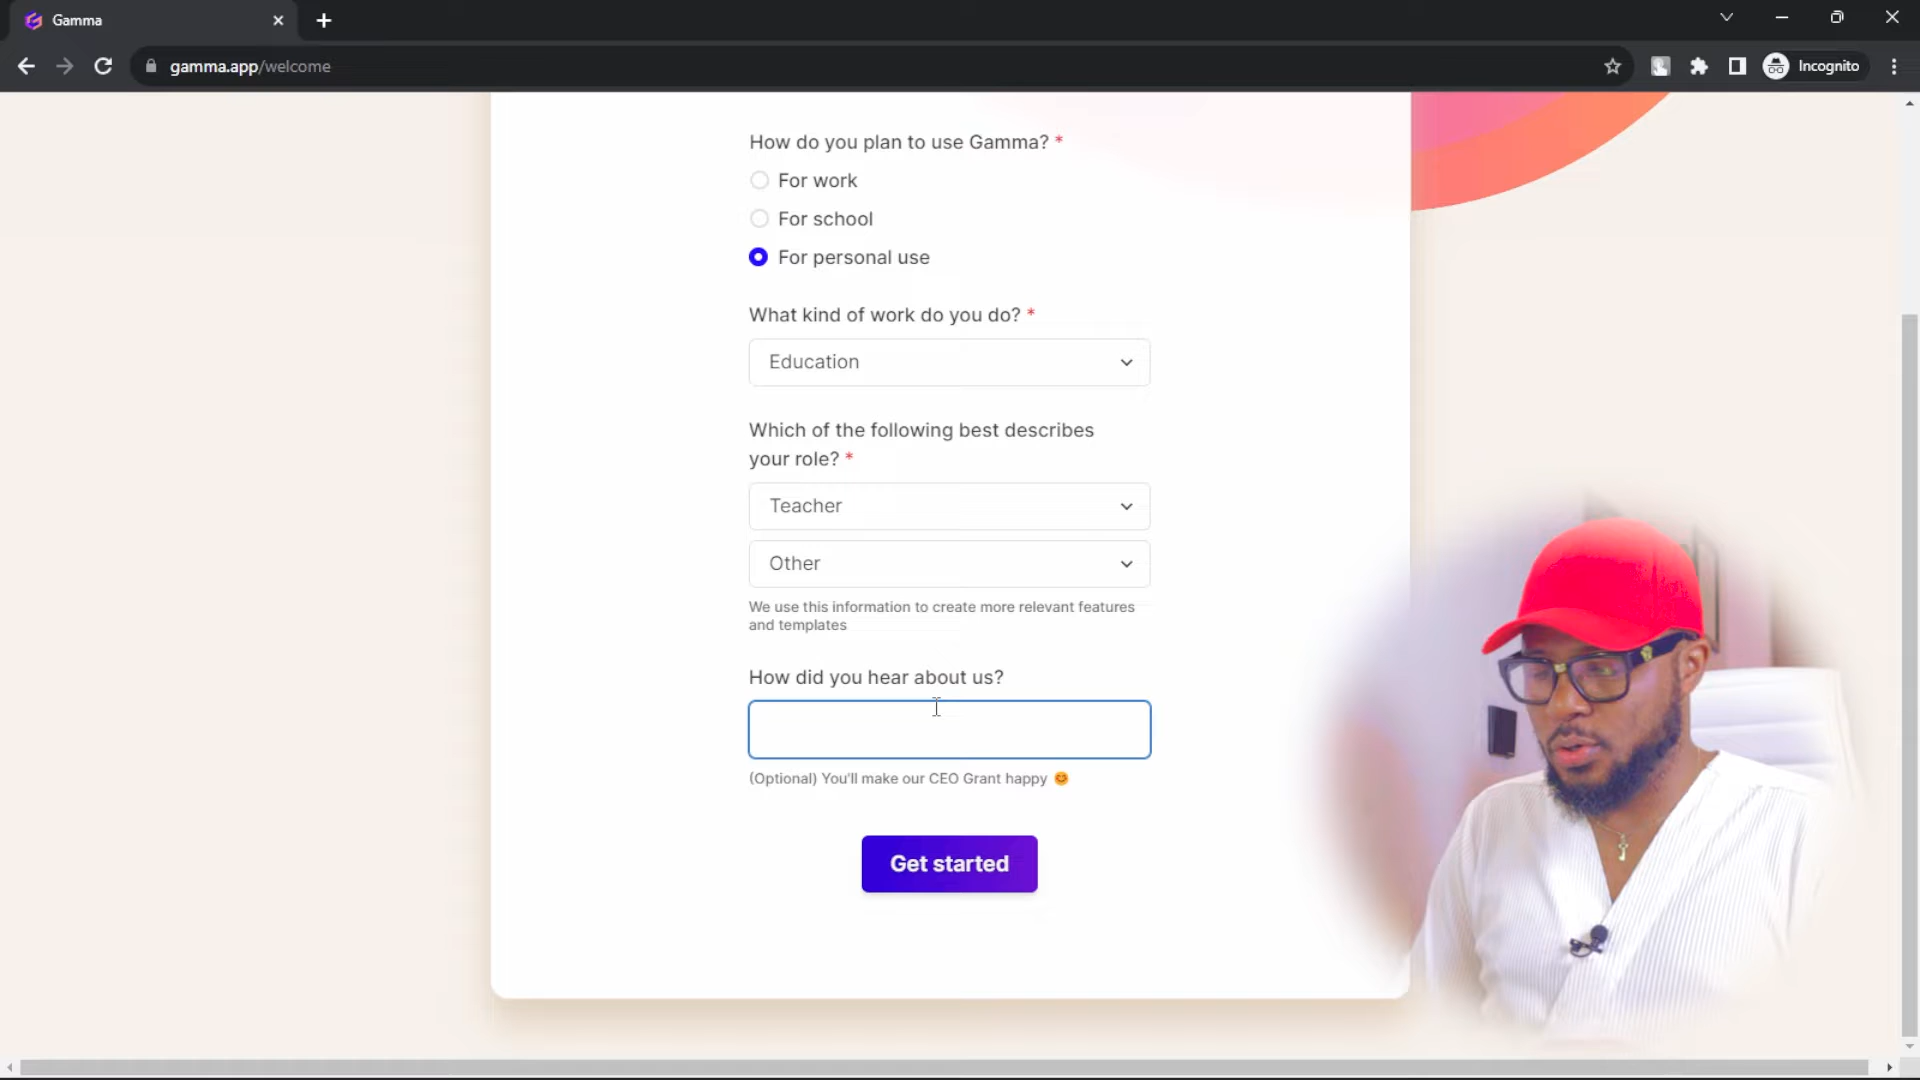 Gamma
gamma.app/welcome
Incognito
How do you plan to use Gamma? *
For work
For school
For personal use
What kind of work do you do? *
Education
Which of the following best describes
your role? *
Teacher
Other
We use this information to create more relevant features
and templates
How did you hear about us?
(Optional) You'll make our CEO Grant happy 😊
Get started